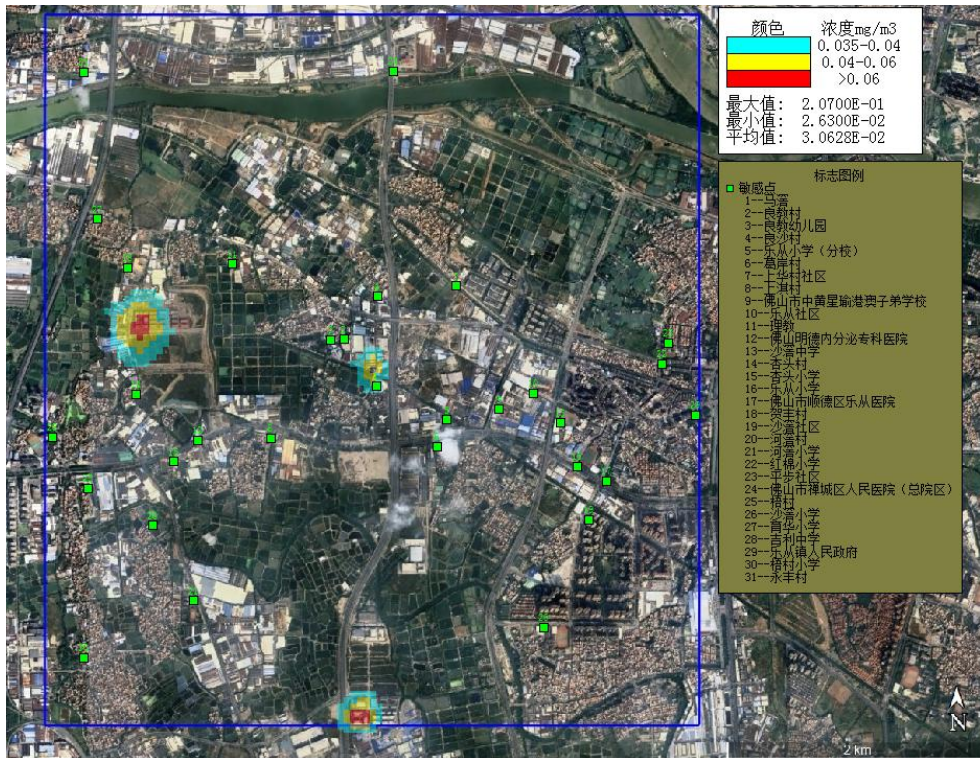 颜色 浓度mg/m3
0.035-0.04
0.04-0.06
>0.06
最大值: 2.0700E-01
最小值: 2.6300E-02
平均值: 3.0628E-02
标志图例
敏感点
1--马滘
2--良教村
3--良教幼儿园
4--良沙村
5--乐从小学（分校）
6--葛岸村
7--上华村社区
8--上淇村
9--佛山市中黄星输港澳子弟学校
10--乐从社区
11--理教
12--佛山明德内分泌专科医院
13--沙滘中学
14--杏头村
15--杏头小学
16--乐从小学
17--佛山市顺德区乐从医院
18--贺丰村
19--沙滘社区
20--河滘村
21--河滘小学
22--红棉小学
23--平步社区
24--佛山市禅城区人民医院（总院区）
25--梧村
26--沙滘小学
27--育华小学
28--吉利中学
29--乐从镇人民政府
30--梧村小学
31--永丰村
N
2 km